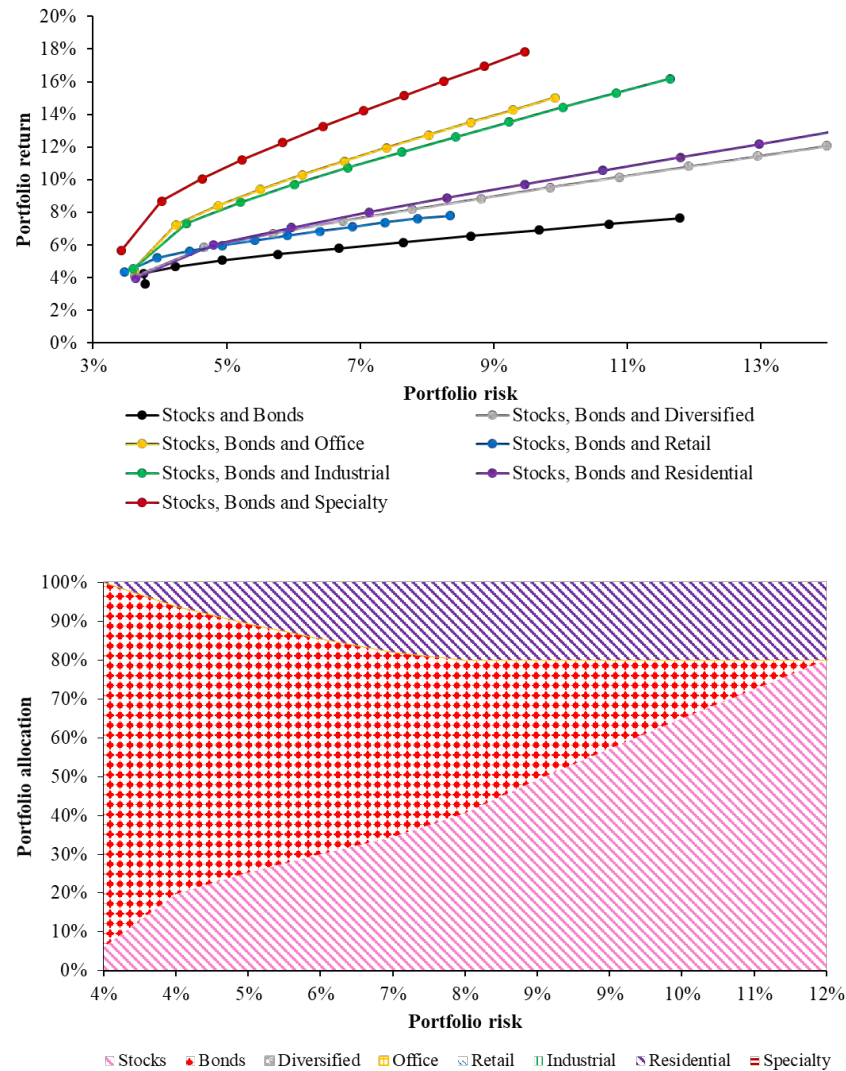 20%
18%
16%
14%
12%
10%
8%
6%
4%
2%
0%
Portfolio return
3% 5% 7% 9% 11% 13%
Portfolio risk
Stocks and Bonds
Stocks, Bonds and Diversified
Stocks, Bonds and Office
Stocks, Bonds and Retail
Stocks, Bonds and Industrial
Stocks, Bonds and Residential
Stocks, Bonds and Specialty
100%
90%
80%
70%
60%
50%
40%
30%
20%
10%
0%
Portfolio allocation
4% 4% 5% 6% 7% 8% 9% 9% 10% 11% 12%
Portfolio risk
Stocks Bonds Diversified Office Retail Industrial Residential Specialty